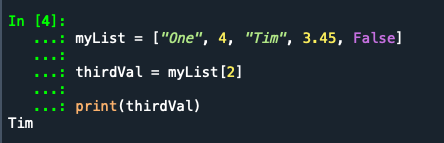 In [4]:
...: myList = ["One", 4, "Tim", 3.45, False]
...:
...: thirdVal = myList[2]
...:
...: print(thirdVal)
Tim